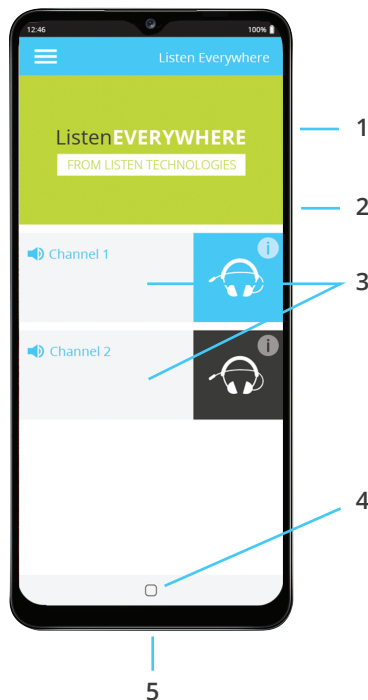 12:46
100%
Listen Everywhere
ListenEVERYWHERE
FROM LISTEN TECHNOLOGIES
1
2
Channel 1
i
3
Channel 2
i
4
5